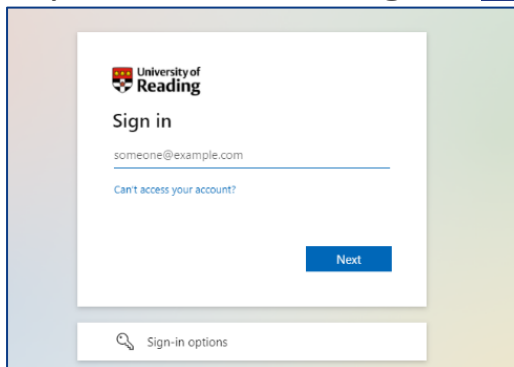 University of
Reading
Sign in
someone@example.com
Can't access your account?
Next
Sign-in options